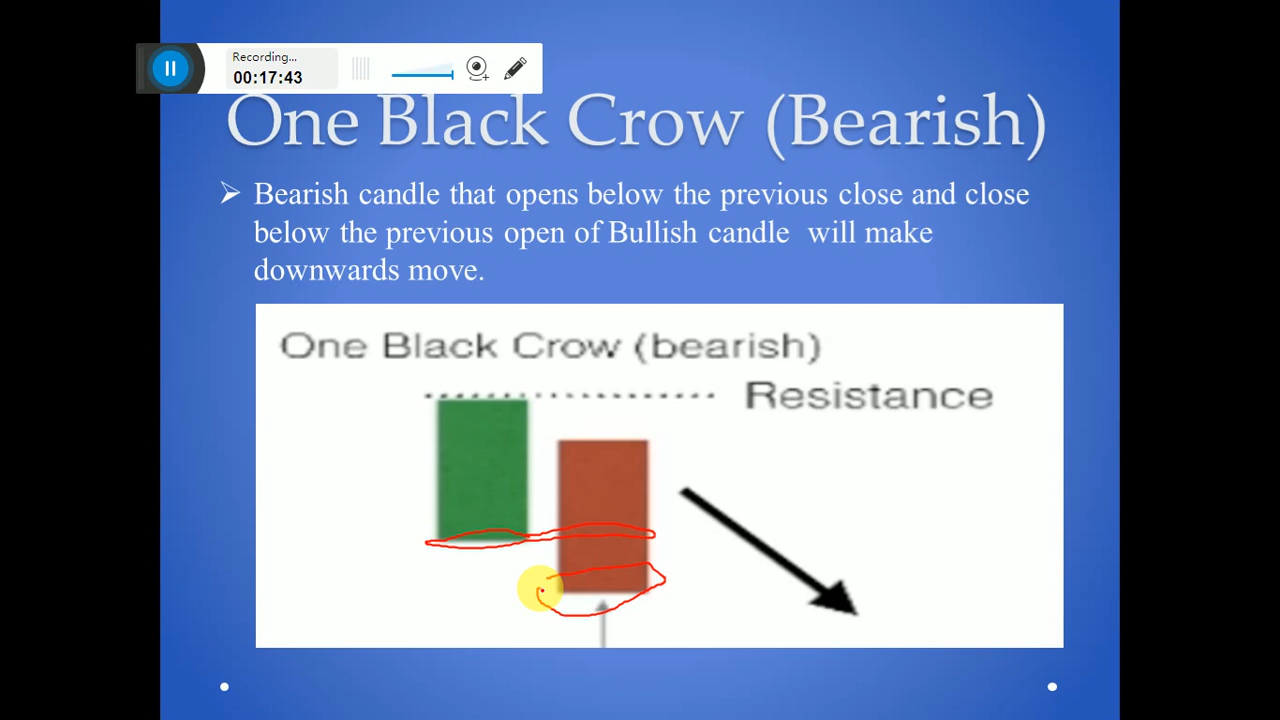 Recording...
00:17:43
One Black Crow (Bearish)
Bearish candle that opens below the previous close and close
below the previous open of Bullish candle will make
downwards move.
One Black Crow (bearish)
Resistance